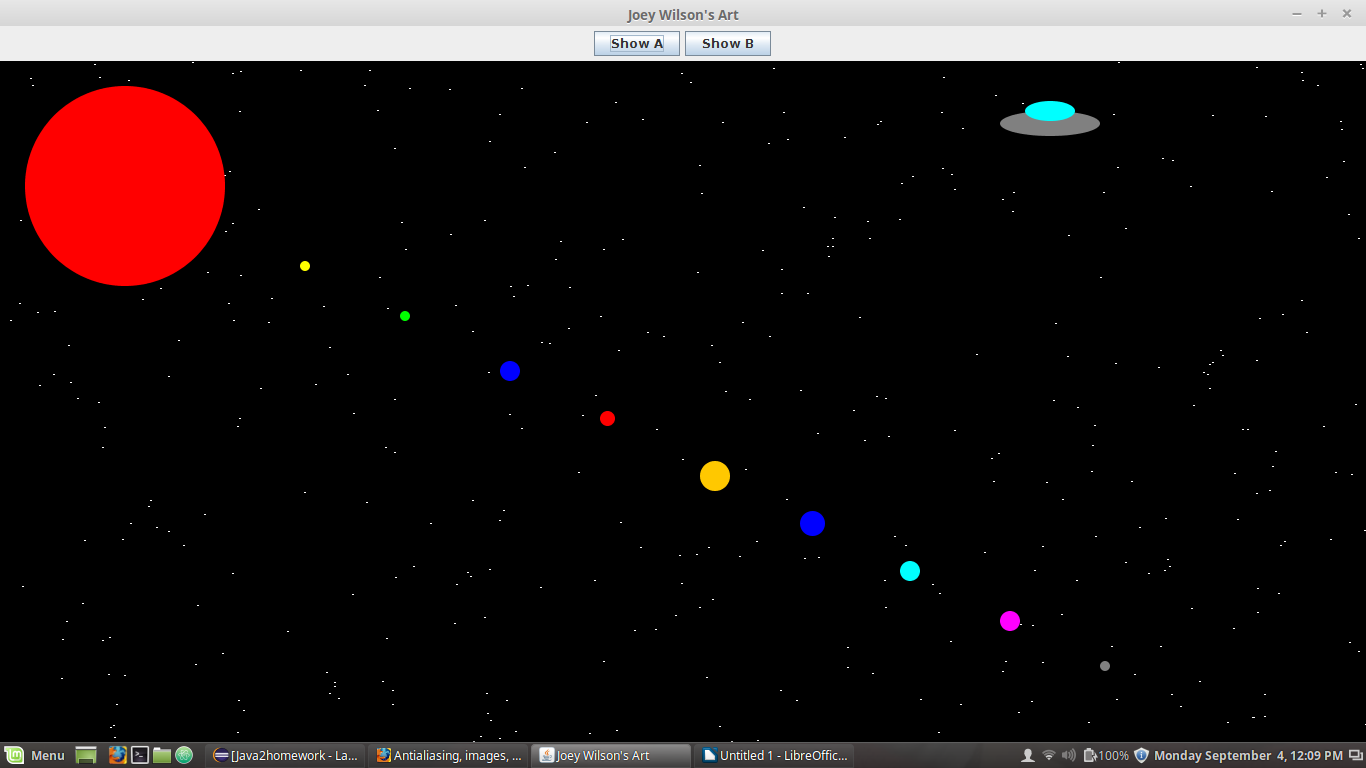 Joey Wilson's Art
Show A Show B
Menu [Java2homework - La... Antialiasing, images, ... Joey Wilson's Art Untitled 1 - LibreOffic... 100% Monday September 4, 12:09 PM